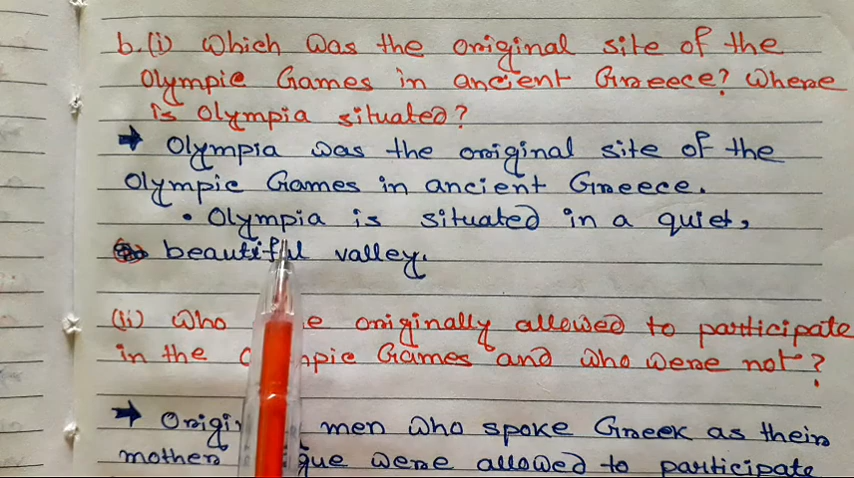 b.(i) Which was the original site of the
Olympic Games in ancient Greece? Where
is Olympia situated?
→ Olympia was the original site of the
Olympic Games in ancient Greece.
• Olympia is situated in a quiet,
beautiful valley.
(ii) Who originally allowed to participate
in the Games and who were not?
→ men who spoke Greek as their
mother were allowed to participate